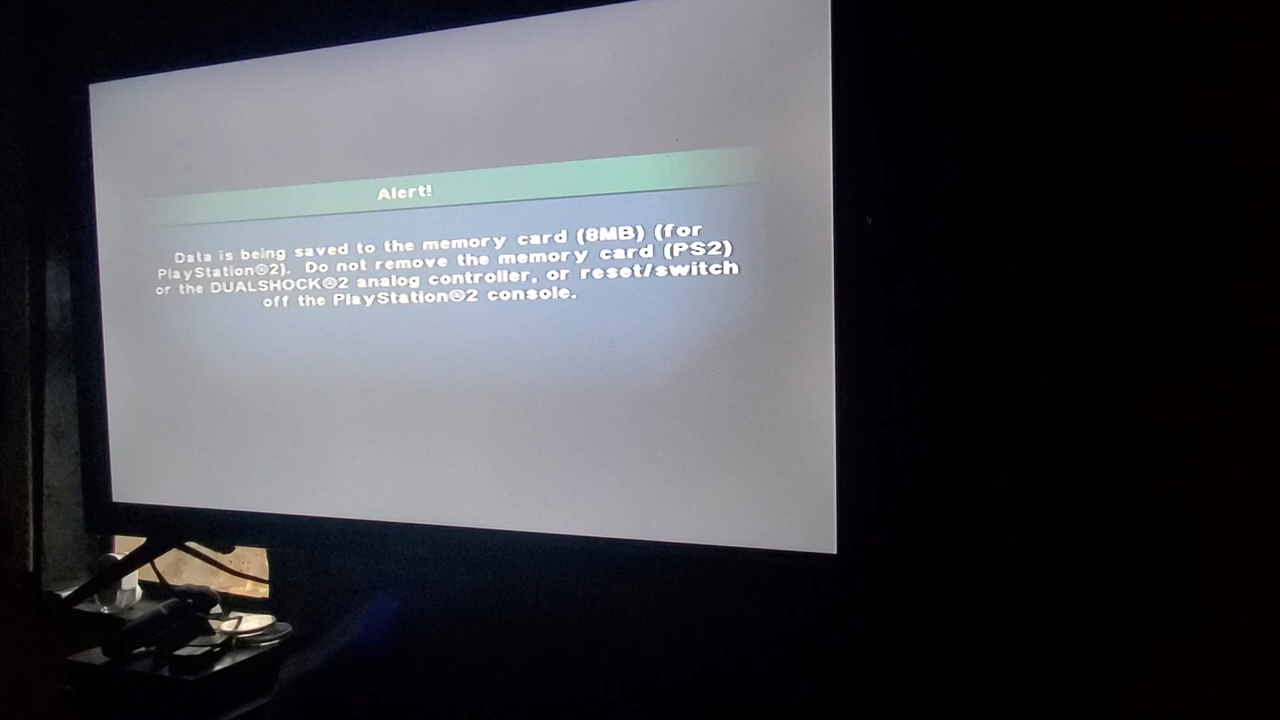 Alert!
Data is being saved to the memory card (8MB) (for
PlayStation®2). Do not remove the memory card (PS2)
or the DUALSHOCK®2 analog controller, or reset/switch
off the PlayStation®2 console.